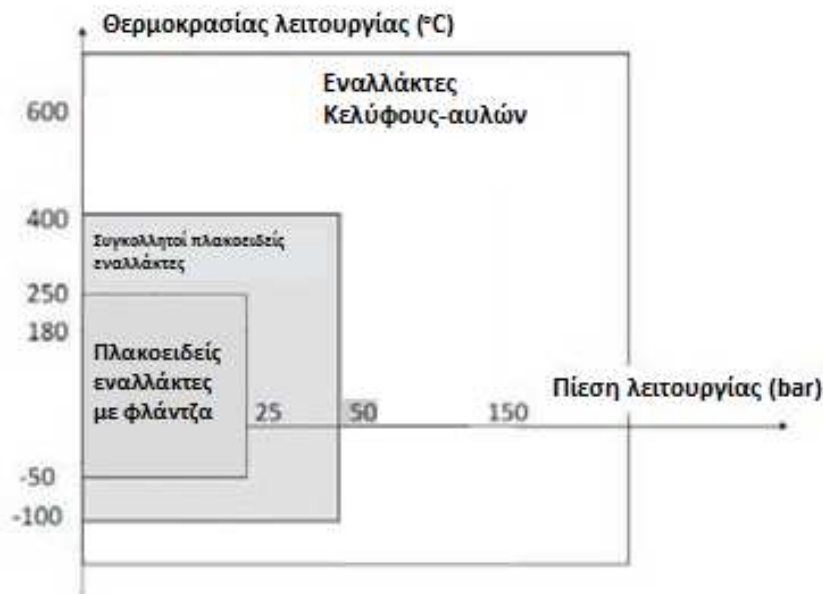 Θερμοκρασίας λειτουργίας (°C)
Εναλλάκτες
Κελύφους-αυλών
600
400
Συγκολλητοί πλακοειδείς
εναλλάκτες
250
180
Πλακοειδείς
εναλλάκτες
με φλάντζα
Πίεση λειτουργίας (bar)
25 50 150
-50
-100